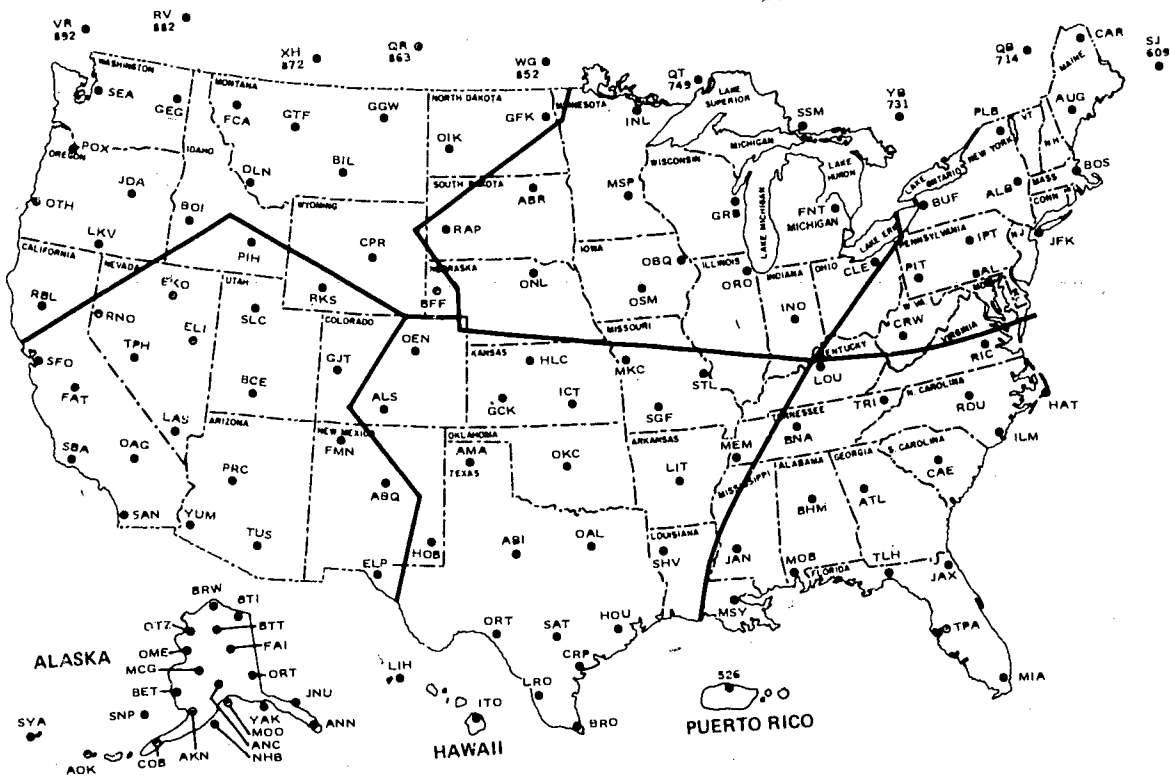 VR
892
RV
882
XH
872
QR
863
WG
852
QT
749
YB
731
QB
714
SJ
609
CAR
MAINE
AUG
WASHINGTON
SEA
GEG
MONTANA
FCA
GTF
GGW
NORTH DAKOTA
GFK
MINNESOTA
INL
LAKE
SUPERIOR
SSM
PLB
VT
N H
PDX
OREGON
IDAHO
OIK
BIL
DLN
WISCONSIN
MICHIGAN
LAKE
HURON
LAKE
ONTARIO
NEW YORK
BOS
MASS
CONN
ALB
BUF
JDA
OTH
BOI
WYOMING
SOUTH DAKOTA
ABR
MSP
GRB
LAKE MICHIGAN
FNT
MICHIGAN
LKV
PIH
CPR
RAP
IOWA
LAKE ERIE
PENNSYLVANIA
IPT
N J
JFK
CALIFORNIA
NEVADA
EKO
UTAH
RKS
NEBRASKA
BFF
ONL
OBQ
ILLINOIS
ORD
INDIANA
OHIO
CLE
PIT
BAL
RBL
RNO
ELI
SLC
COLORADO
OSM
MISSOURI
IND
W VA
CRW
VIRGINIA
SFO
TPH
GJT
DEN
KANSAS
HLC
MKC
STL
LOU
KENTUCKY
RIC
FAT
BCE
ALS
GCK
ICT
SGF
TENNESSEE
TRI
N. CAROLINA
RDU
HAT
LAS
ARIZONA
NEW MEXICO
FMN
OKLAHOMA
AMA
TEXAS
OKC
ARKANSAS
MEM
BNA
ILM
SBA
OAG
PRC
ABQ
LIT
MISSISSIPPI
ALABAMA
GEORGIA
S. CAROLINA
CAE
SAN
YUM
TUS
BHM
ATL
ELP
HOB
ABI
DAL
LOUISIANA
SHV
JAN
MOB
FLORIDA
TLH
JAX
BRW
BTI
MSY
OTZ
BTT
ORT
SAT
HOU
TPA
ALASKA
OME
FAI
MCG
ORT
LIH
CRP
526
MIA
BET
JNU
LRO
SYA
SNP
YAK
ANN
ITO
BRO
PUERTO RICO
MOO
ANC
NHB
AKN
COB
AOK
HAWAII